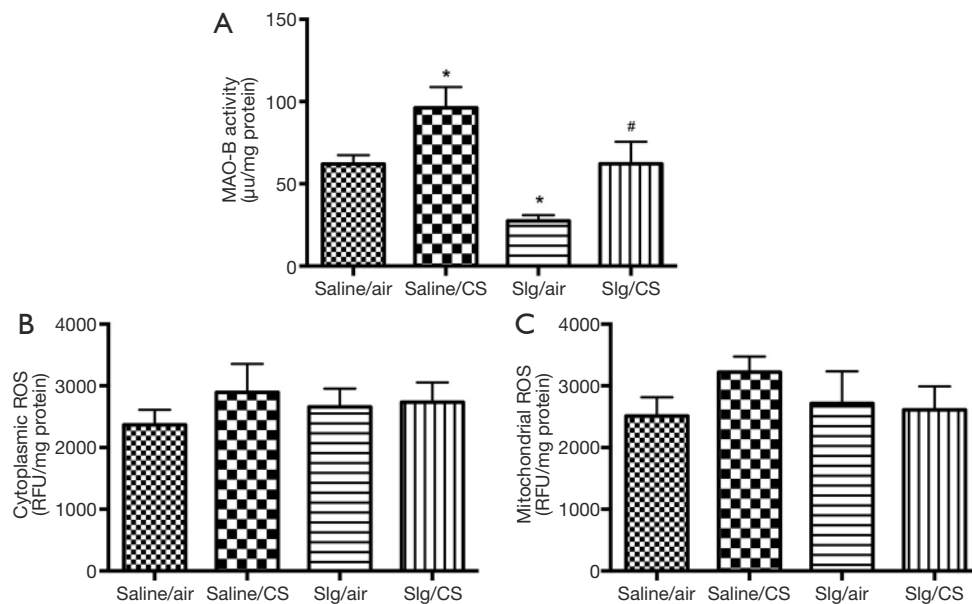 A
MAO-B activity
(μu/mg protein)
150
100
50
0
*
*
#
Saline/air Saline/CS Slg/air Slg/CS
B
Cytoplasmic ROS
(RFU/mg protein)
4000
3000
2000
1000
0
Saline/air Saline/CS Slg/air Slg/CS
C
Mitochondrial ROS
(RFU/mg protein)
4000
3000
2000
1000
0
Saline/air Saline/CS Slg/air Slg/CS